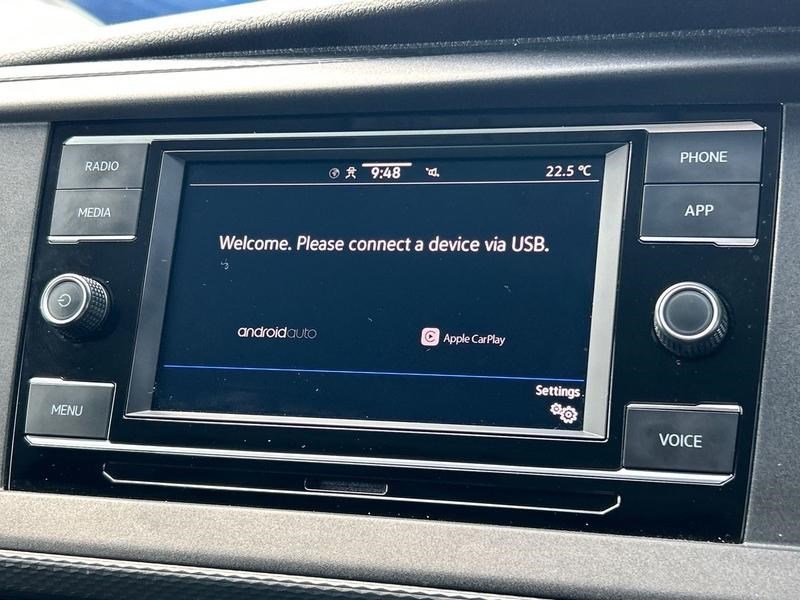 RADIO
MEDIA
MENU
9:48
22.5 °C
Welcome. Please connect a device via USB.
androidauto
Apple CarPlay
Settings
PHONE
APP
VOICE